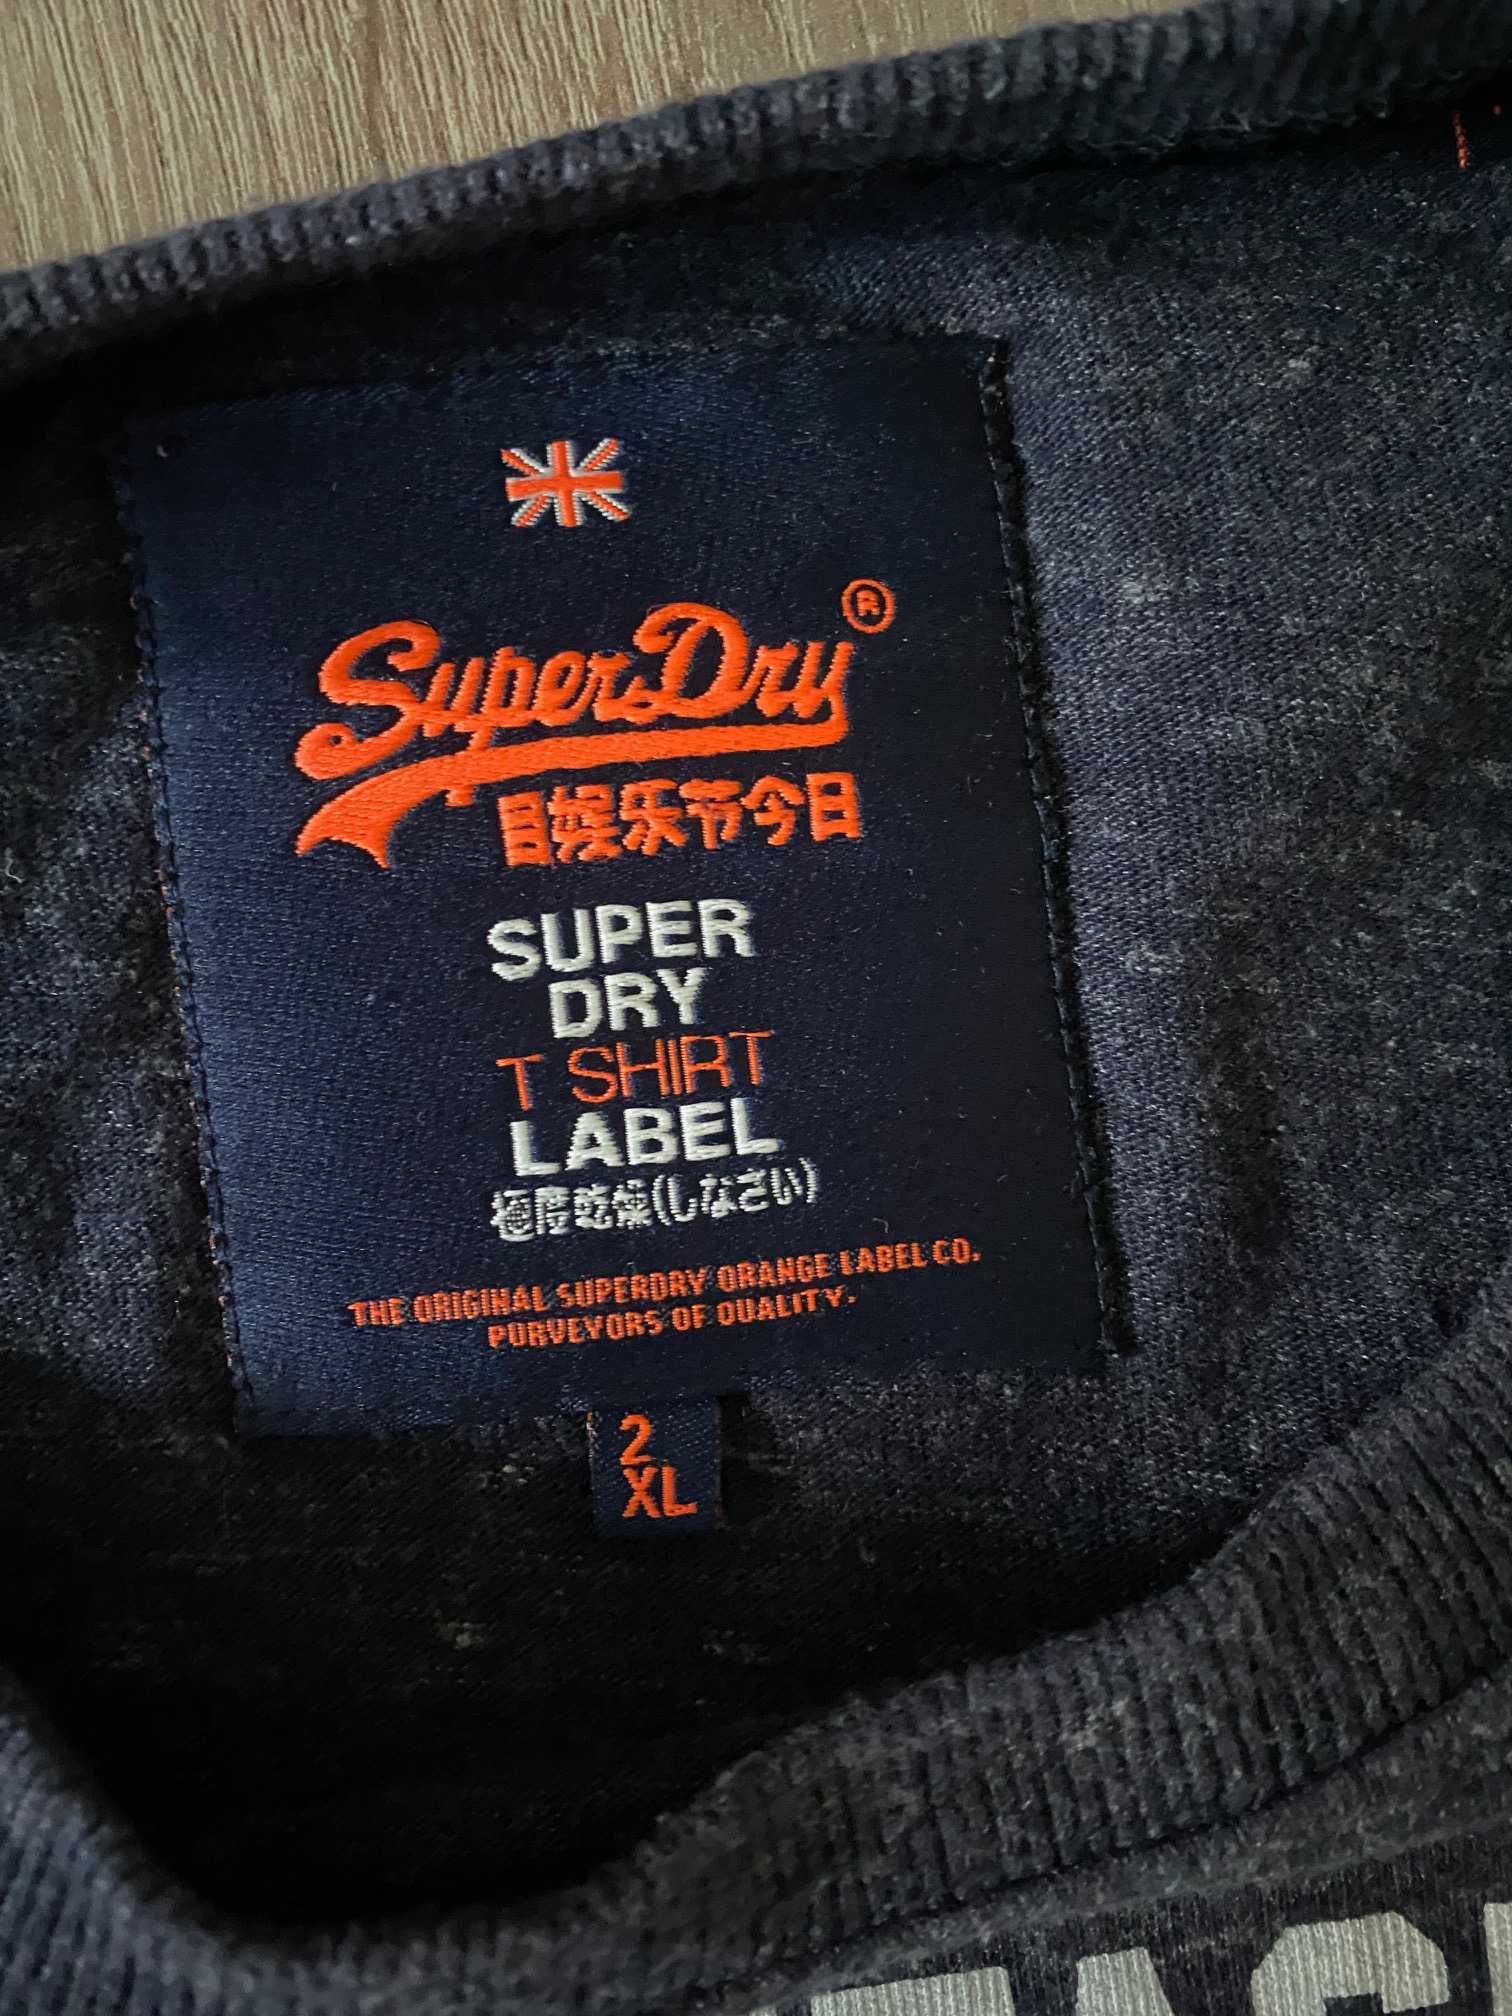 SuperDry®
目娱乐节今日
SUPER
DRY
T SHIRT
LABEL
極度乾燥(しなさい)
THE ORIGINAL SUPERDRY ORANGE LABEL CO.
PURVEYORS OF QUALITY.
2
XL